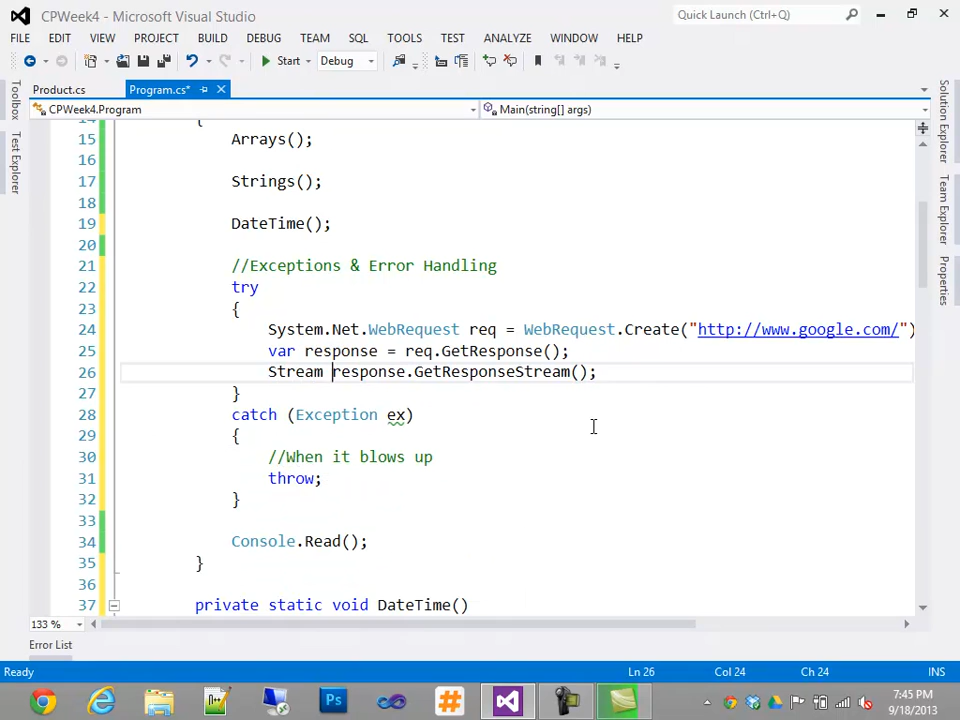 CPWeek4 - Microsoft Visual Studio
Quick Launch (Ctrl+Q)
FILE EDIT VIEW PROJECT BUILD DEBUG TEAM SQL TOOLS TEST ANALYZE WINDOW HELP
Start Debug
Product.cs Program.cs*
CPWeek4.Program Main(string[] args)
Toolbox
Test Explorer
Solution Explorer
Team Explorer
Properties
14 {
15 Arrays();
16
17 Strings();
18
19 DateTime();
20
21 //Exceptions & Error Handling
22 try
23 {
24 System.Net.WebRequest req = WebRequest.Create("http://www.google.com/")
25 var response = req.GetResponse();
26 Stream response.GetResponseStream();
27 }
28 catch (Exception ex)
29 {
30 //When it blows up
31 throw;
32 }
33
34 Console.Read();
35 }
36
37 private static void DateTime()
133 %
Error List
Ready Ln 26 Col 24 Ch 24 INS
Ps
7:45 PM
9/18/2013